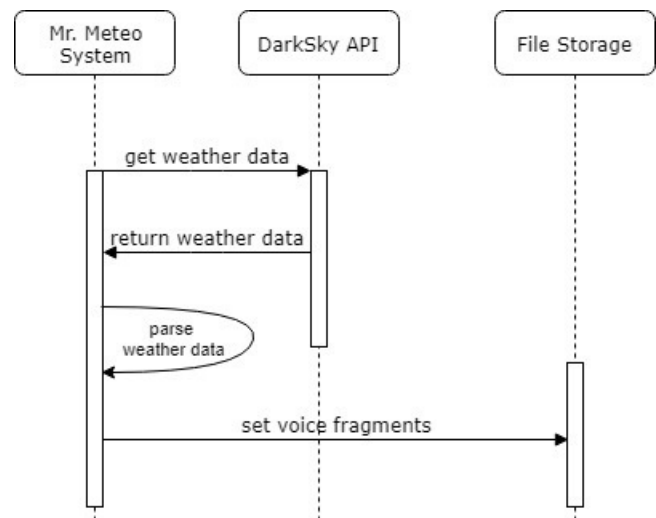 Mr. Meteo
System
DarkSky API
File Storage
get weather data
return weather data
parse
weather data
set voice fragments